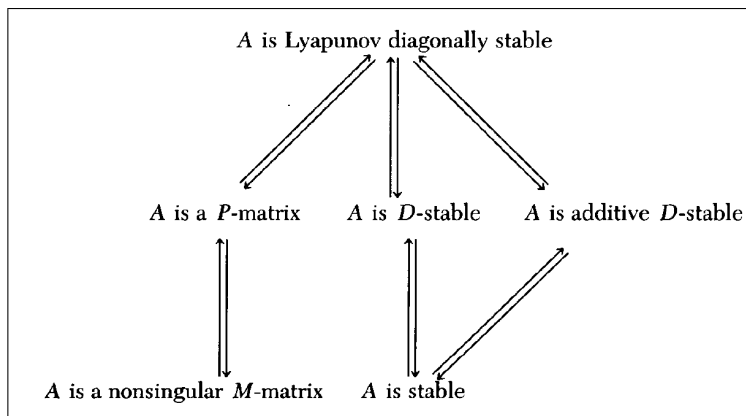 A is Lyapunov diagonally stable
A is a P-matrix A is D-stable A is additive D-stable
A is a nonsingular M-matrix A is stable